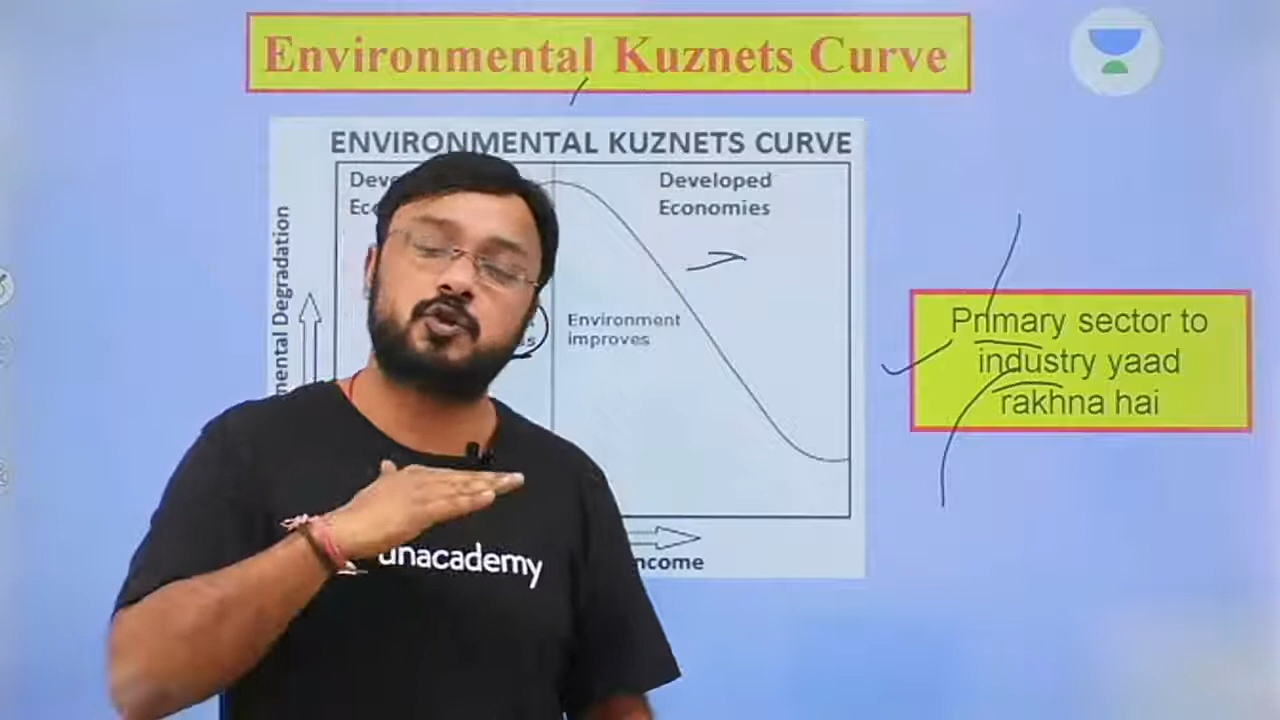 Environmental Kuznets Curve
ENVIRONMENTAL KUZNETS CURVE
Developed
Economies
Environment
improves
Primary sector to
industry yaad
rakhna hai
unacademy